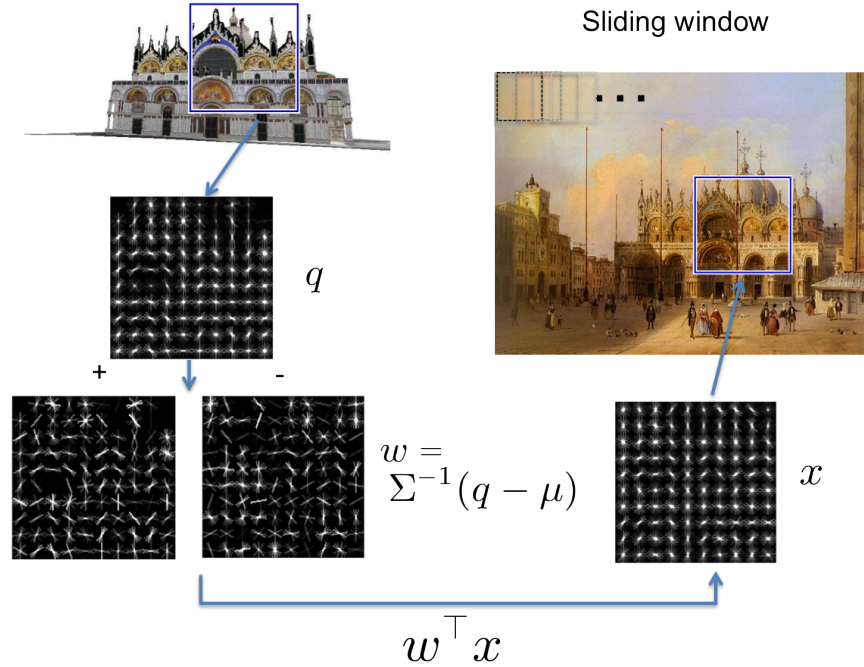 Sliding window
q
+ -
w =
Σ⁻¹(q − μ)
x
w⊤x